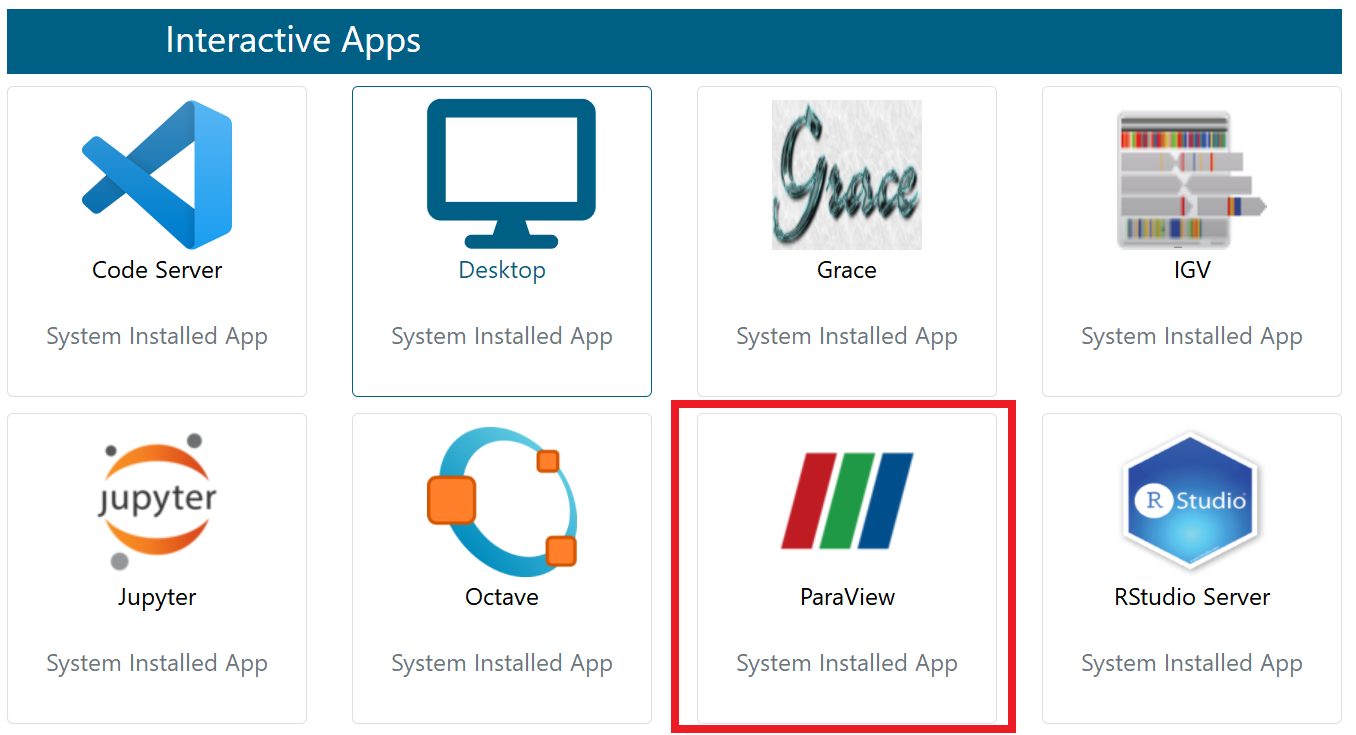 Interactive Apps
Grace
Code Server
Desktop
Grace
IGV
System Installed App
System Installed App
System Installed App
System Installed App
jupyter
R Studio
Jupyter
Octave
ParaView
RStudio Server
System Installed App
System Installed App
System Installed App
System Installed App